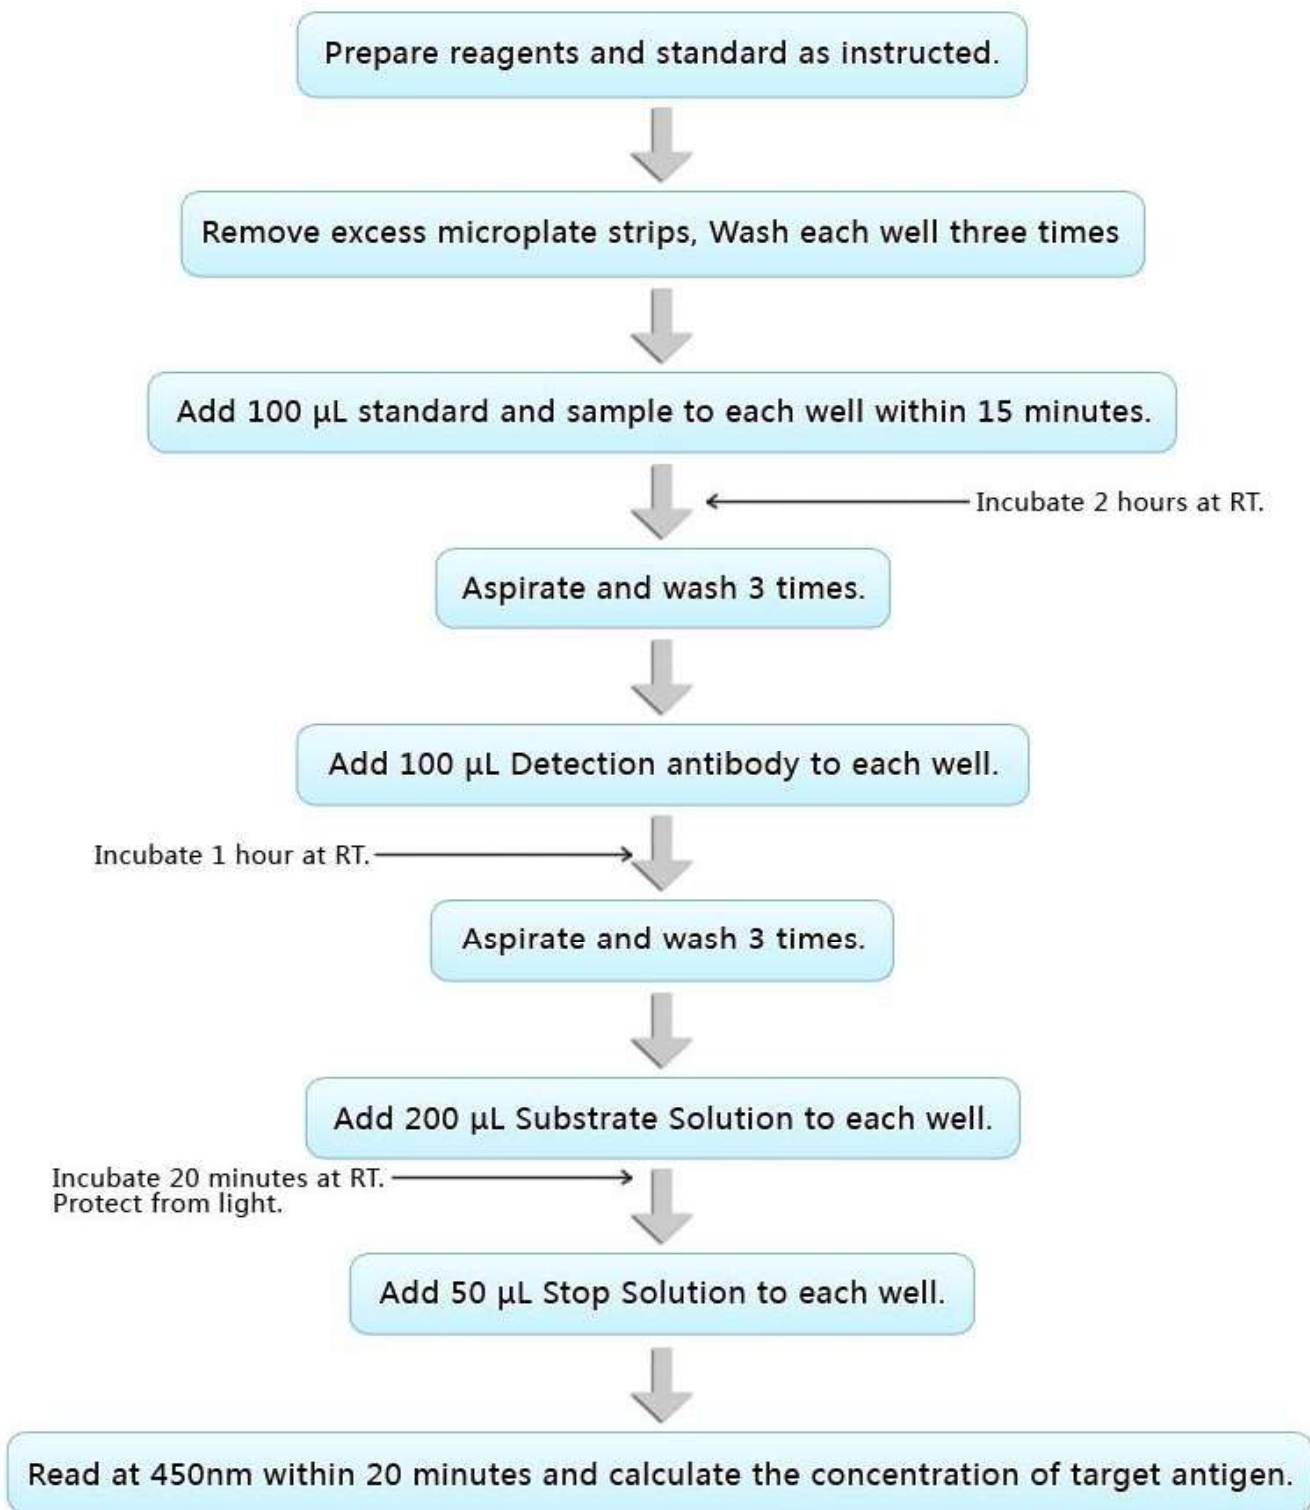 Prepare reagents and standard as instructed.
Remove excess microplate strips, Wash each well three times
Add 100 μL standard and sample to each well within 15 minutes.
Incubate 2 hours at RT.
Aspirate and wash 3 times.
Add 100 μL Detection antibody to each well.
Incubate 1 hour at RT.
Aspirate and wash 3 times.
Add 200 μL Substrate Solution to each well.
Incubate 20 minutes at RT.
Protect from light.
Add 50 μL Stop Solution to each well.
Read at 450nm within 20 minutes and calculate the concentration of target antigen.